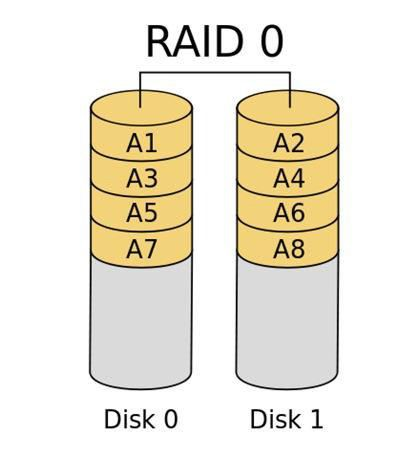 RAID 0
A1 A2
A3 A4
A5 A6
A7 A8
Disk 0 Disk 1